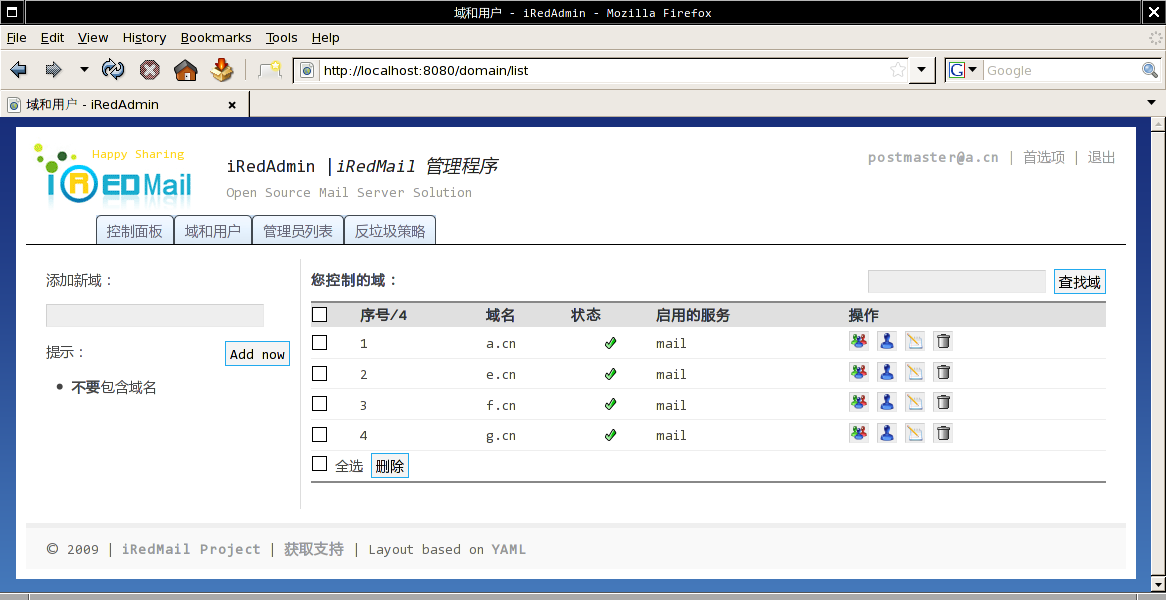 域和用户 - iRedAdmin - Mozilla Firefox
File Edit View History Bookmarks Tools Help
http://localhost:8080/domain/list
G Google
域和用户 - iRedAdmin
Happy Sharing
iREDMail
iRedAdmin |iRedMail 管理程序
Open Source Mail Server Solution
postmaster@a.cn | 首选项 | 退出
控制面板 域和用户 管理员列表 反垃圾策略
添加新域：
Add now
提示：
• 不要包含域名
您控制的域：
查找域
序号/4 域名 状态 启用的服务 操作
1 a.cn mail
2 e.cn mail
3 f.cn mail
4 g.cn mail
全选 删除
© 2009 | iRedMail Project | 获取支持 | Layout based on YAML